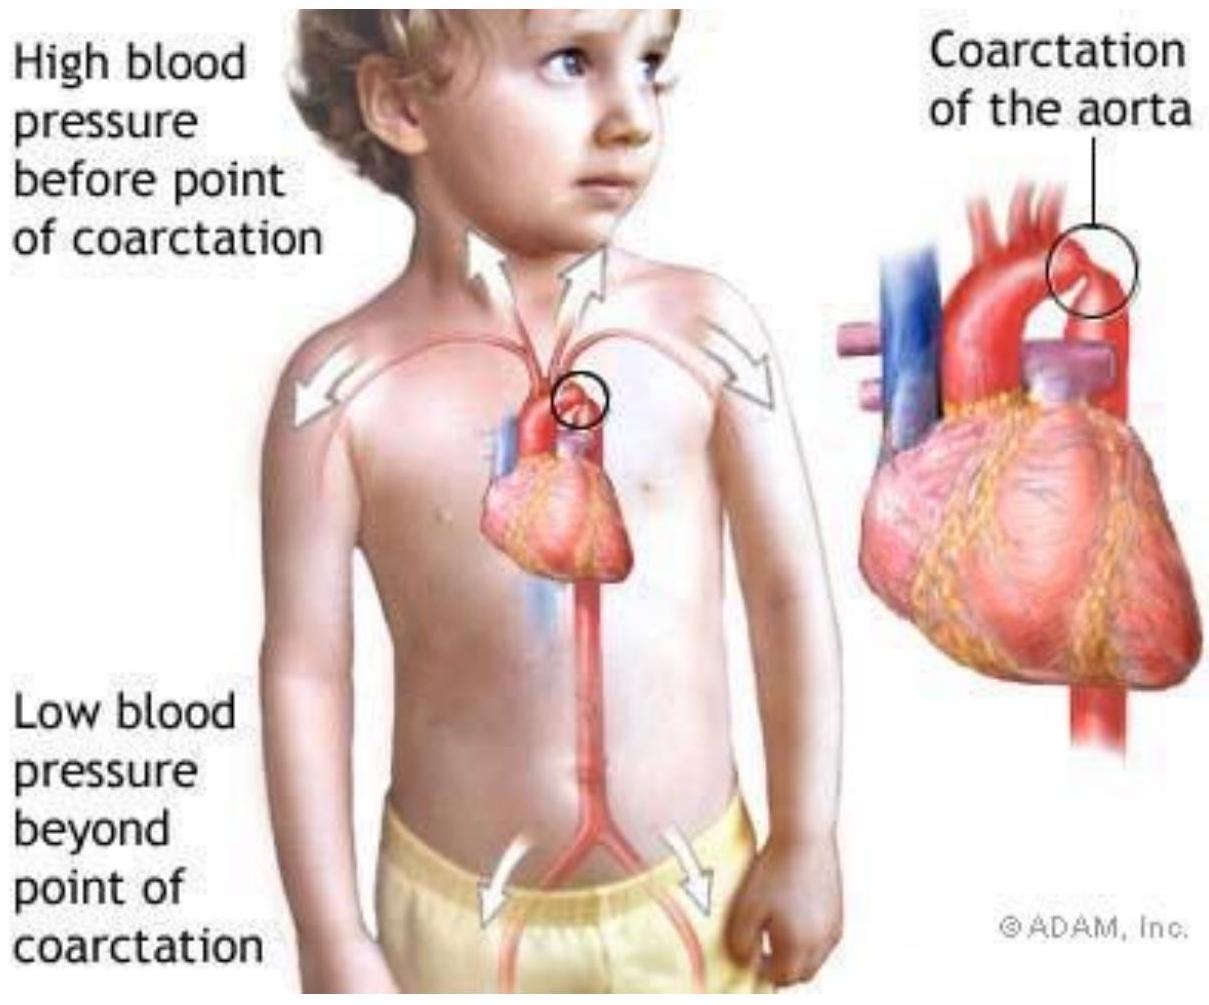 High blood
pressure
before point
of coarctation
Coarctation
of the aorta
Low blood
pressure
beyond
point of
coarctation
©ADAM, Inc.